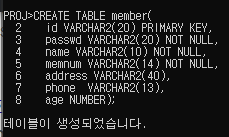 PROJ>CREATE TABLE member(
  2    id VARCHAR2(20) PRIMARY KEY,
  3    passwd VARCHAR2(20) NOT NULL,
  4    name VARCHAR2(10) NOT NULL,
  5    memnum VARCHAR2(14) NOT NULL,
  6    address VARCHAR2(40),
  7    phone  VARCHAR2(13),
  8    age NUMBER);
테이블이 생성되었습니다.